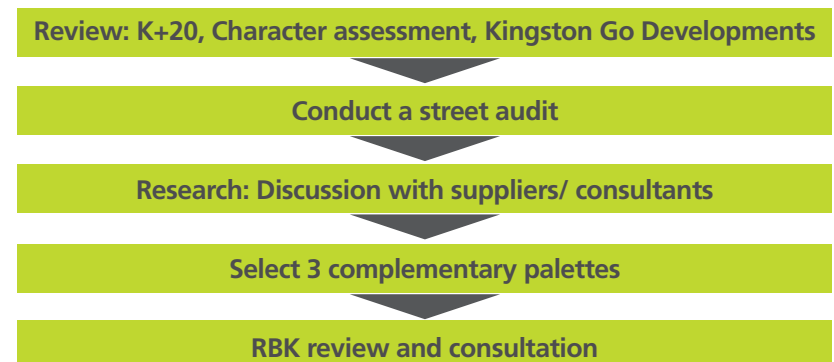 Review: K+20, Character assessment, Kingston Go Developments
Conduct a street audit
Research: Discussion with suppliers/ consultants
Select 3 complementary palettes
RBK review and consultation